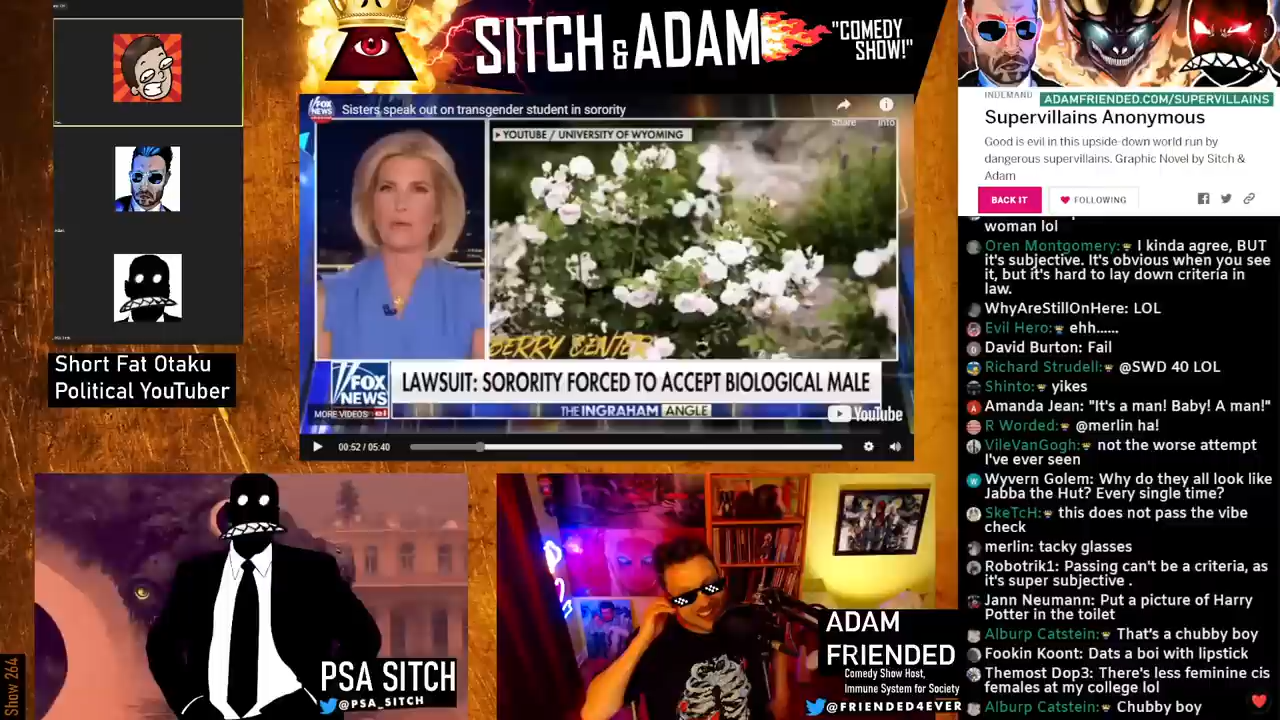 SITCH & ADAM
"COMEDY
SHOW!"
FOX
NEWS
Sisters speak out on transgender student in sorority
Share
Info
YOUTUBE / UNIVERSITY OF WYOMING
BERRY CENTER
FOX
NEWS
LAWSUIT: SORORITY FORCED TO ACCEPT BIOLOGICAL MALE
MORE VIDEOS
THE INGRAHAM ANGLE
YouTube
00:52 / 05:40
Short Fat Otaku
Political YouTuber
Show 264
PSA SITCH
@PSA_SITCH
ADAM
FRIENDED
Comedy Show Host,
Immune System for Society
@FRIENDED4EVER
INDEMAND
ADAMFRIENDED.COM/SUPERVILLAINS
Supervillains Anonymous
Good is evil in this upside-down world run by
dangerous supervillains. Graphic Novel by Sitch &
Adam
BACK IT
FOLLOWING
woman lol
Oren Montgomery: I kinda agree, BUT
it's subjective. It's obvious when you see
it, but it's hard to lay down criteria in
law.
WhyAreStillOnHere: LOL
Evil Hero: ehh......
David Burton: Fail
Richard Strudell: @SWD 40 LOL
Shinto: yikes
Amanda Jean: "It's a man! Baby! A man!"
R Worded: @merlin ha!
VileVanGogh: not the worse attempt
I've ever seen
Wyvern Golem: Why do they all look like
Jabba the Hut? Every single time?
SkeTcH: this does not pass the vibe
check
merlin: tacky glasses
Robotrik1: Passing can't be a criteria, as
it's super subjective .
Jann Neumann: Put a picture of Harry
Potter in the toilet
Alburp Catstein: That's a chubby boy
Fookin Koont: Dats a boi with lipstick
Themost Dop3: There's less feminine cis
females at my college lol
Alburp Catstein: Chubby boy